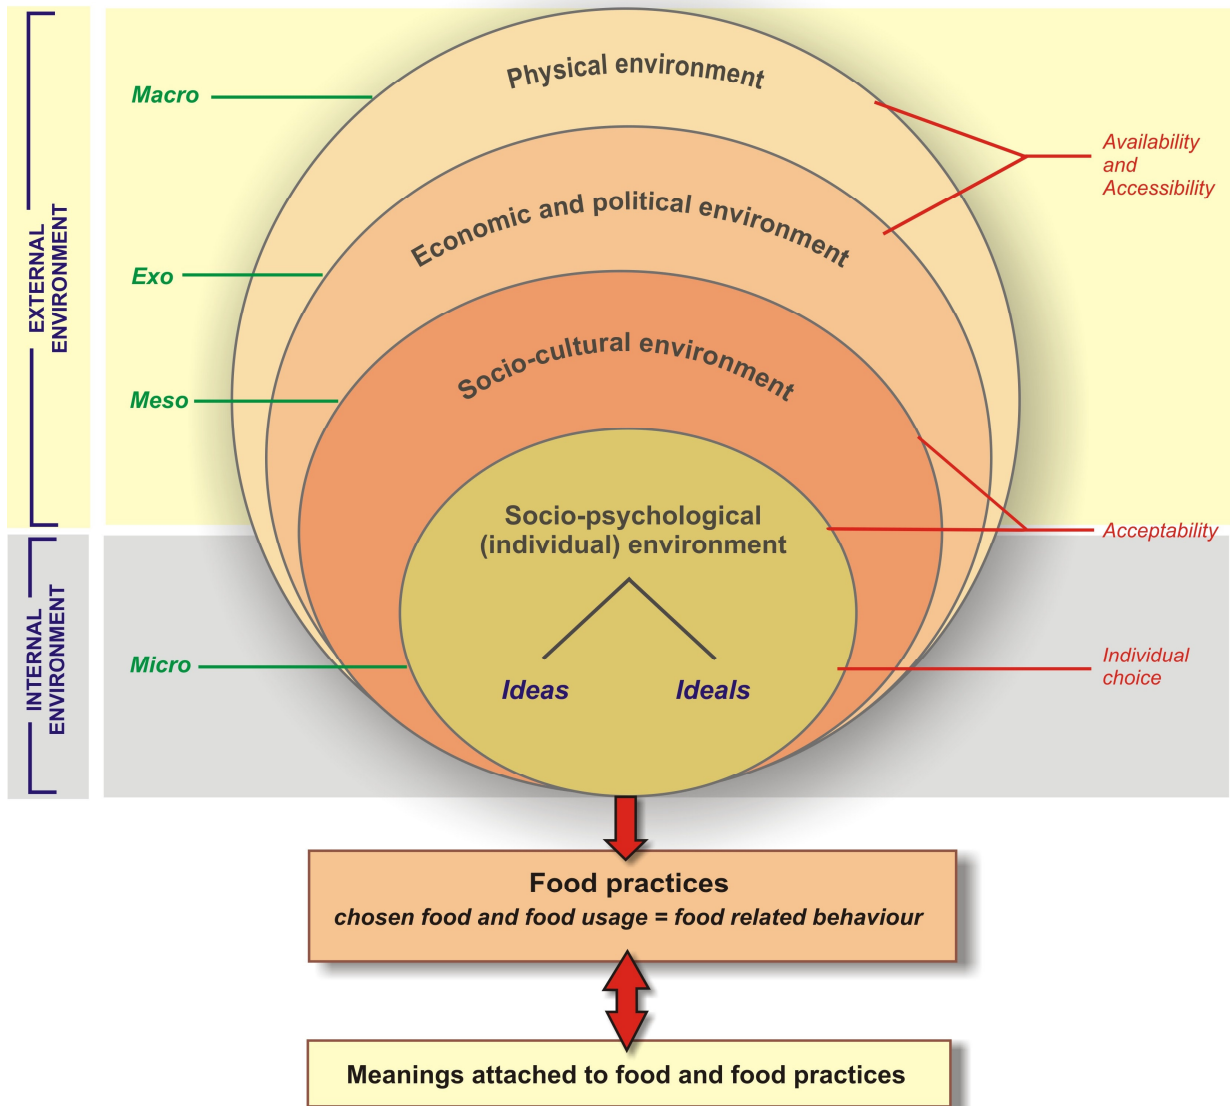 Physical environment
Macro
Availability
and
Accessibility
Economic and political environment
EXTERNAL
ENVIRONMENT
Exo
Socio-cultural environment
Meso
Socio-psychological
(individual) environment
Acceptability
INTERNAL
ENVIRONMENT
Micro
Ideas
Ideals
Individual
choice
Food practices
chosen food and food usage = food related behaviour
Meanings attached to food and food practices